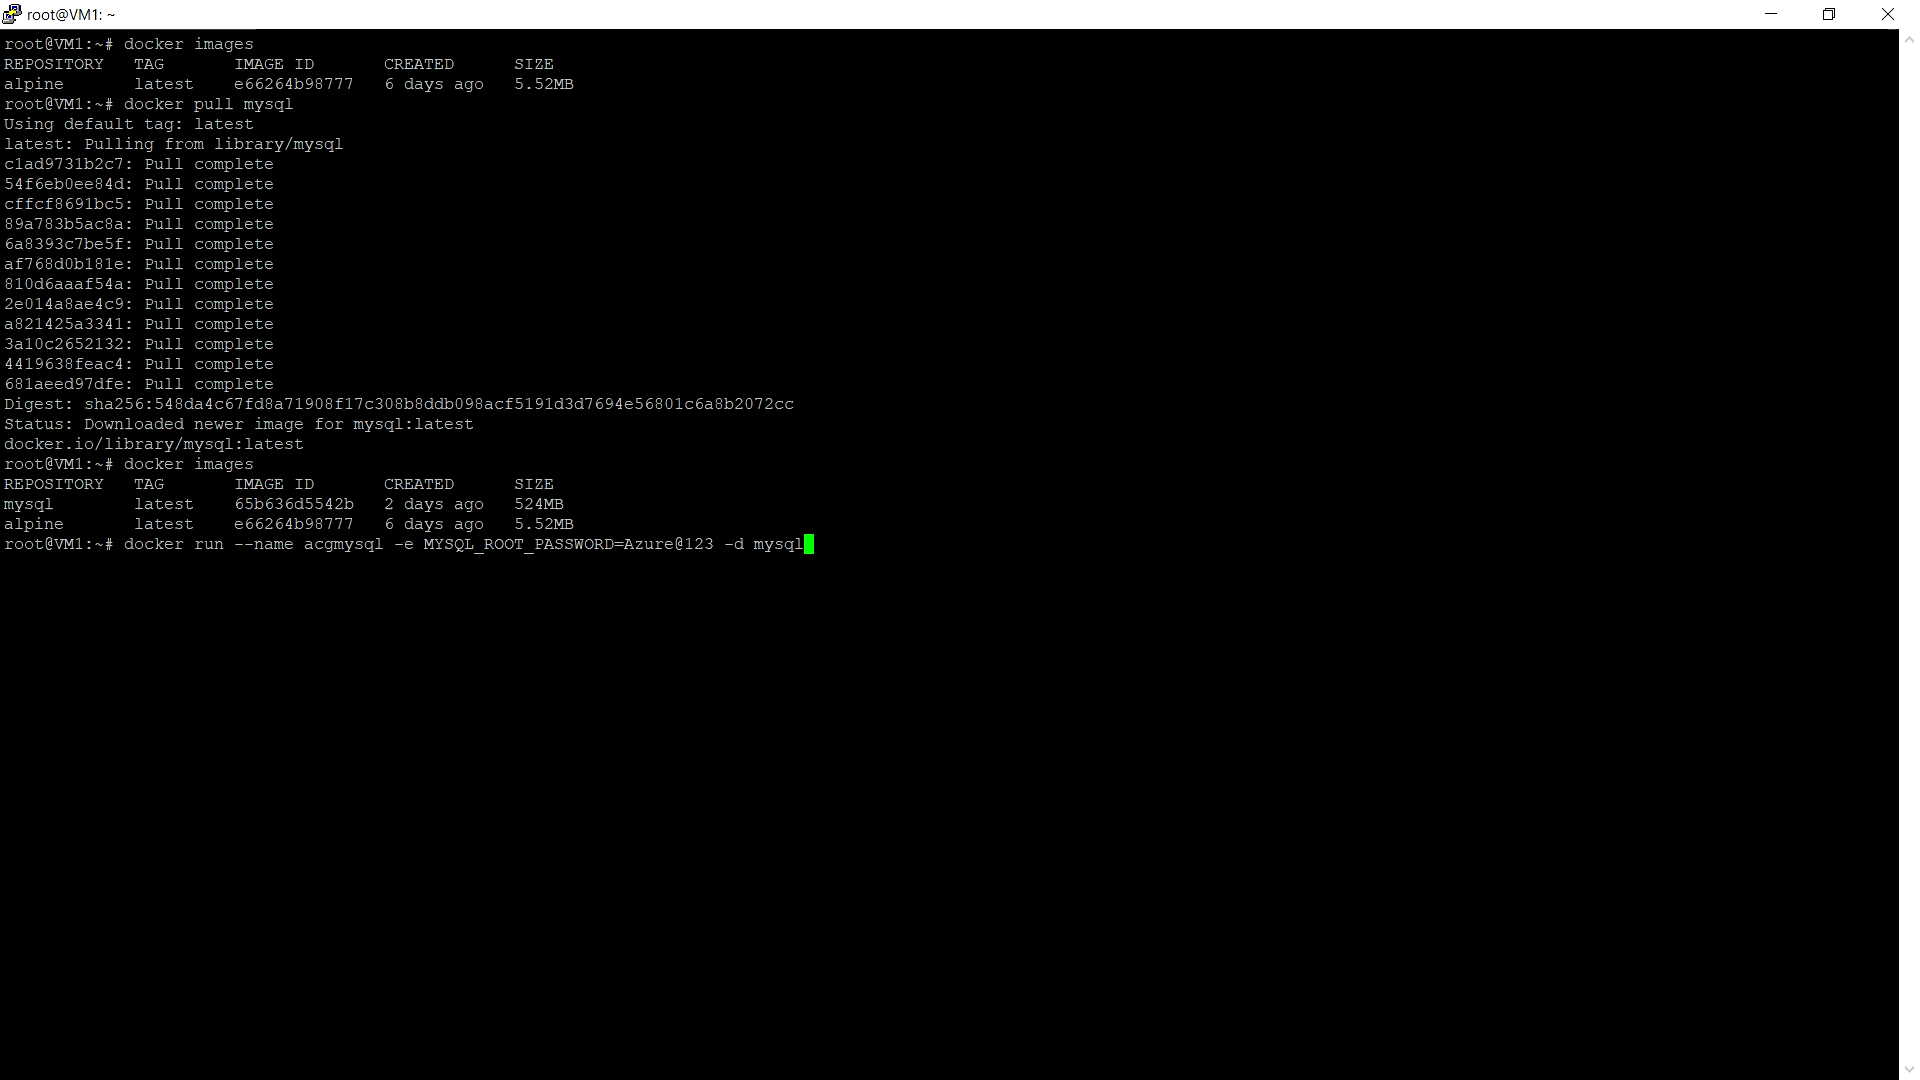 root@VM1: ~
root@VM1:~# docker images
REPOSITORY   TAG       IMAGE ID       CREATED      SIZE
alpine       latest    e66264b98777   6 days ago   5.52MB
root@VM1:~# docker pull mysql
Using default tag: latest
latest: Pulling from library/mysql
c1ad9731b2c7: Pull complete
54f6eb0ee84d: Pull complete
cffcf8691bc5: Pull complete
89a783b5ac8a: Pull complete
6a8393c7be5f: Pull complete
af768d0b181e: Pull complete
810d6aaaf54a: Pull complete
2e014a8ae4c9: Pull complete
a821425a3341: Pull complete
3a10c2652132: Pull complete
4419638feac4: Pull complete
681aeed97dfe: Pull complete
Digest: sha256:548da4c67fd8a71908f17c308b8ddb098acf5191d3d7694e56801c6a8b2072cc
Status: Downloaded newer image for mysql:latest
docker.io/library/mysql:latest
root@VM1:~# docker images
REPOSITORY   TAG       IMAGE ID       CREATED      SIZE
mysql        latest    65b636d5542b   2 days ago   524MB
alpine       latest    e66264b98777   6 days ago   5.52MB
root@VM1:~# docker run --name acgmysql -e MYSQL_ROOT_PASSWORD=Azure@123 -d mysql